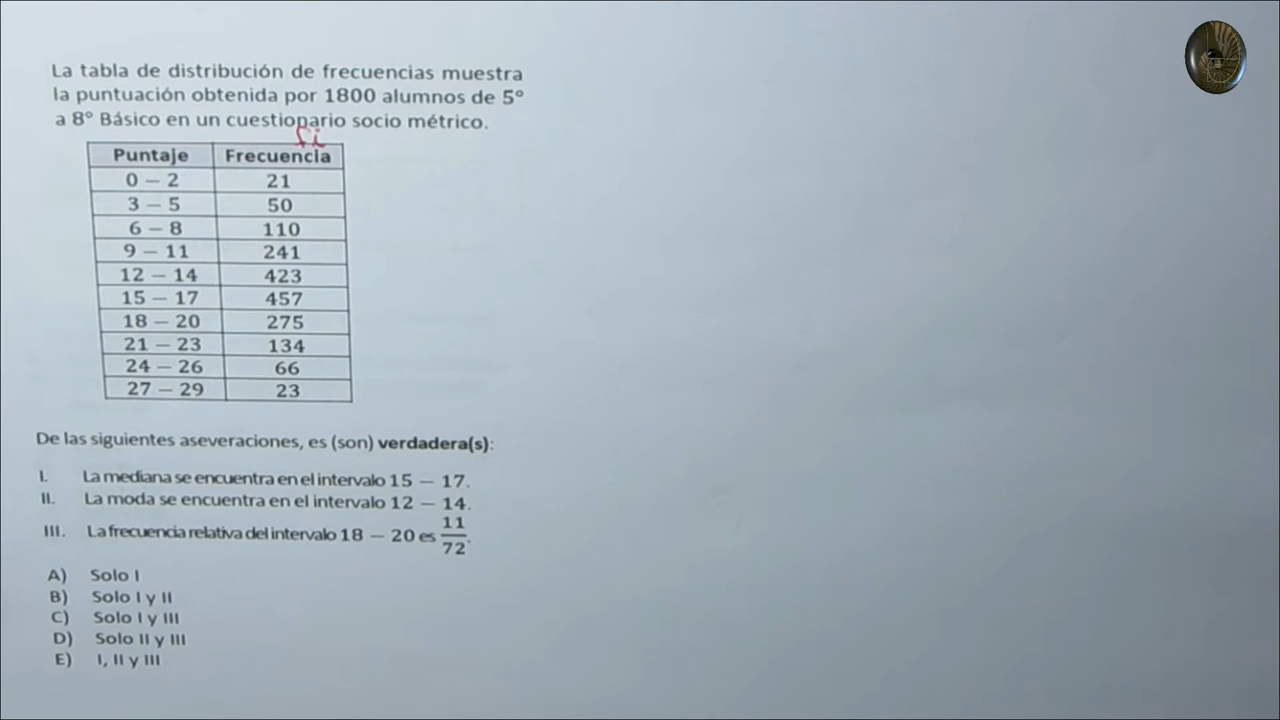 La tabla de distribución de frecuencias muestra
la puntuación obtenida por 1800 alumnos de 5°
a 8° Básico en un cuestionario socio métrico.
fi
Puntaje Frecuencia
0 – 2 21
3 – 5 50
6 – 8 110
9 – 11 241
12 – 14 423
15 – 17 457
18 – 20 275
21 – 23 134
24 – 26 66
27 – 29 23
De las siguientes aseveraciones, es (son) verdadera(s):
I. La mediana se encuentra en el intervalo 15 – 17.
II. La moda se encuentra en el intervalo 12 – 14.
III. La frecuencia relativa del intervalo 18 – 20 es 11/72.
A) Solo I
B) Solo I y II
C) Solo I y III
D) Solo II y III
E) I, II y III